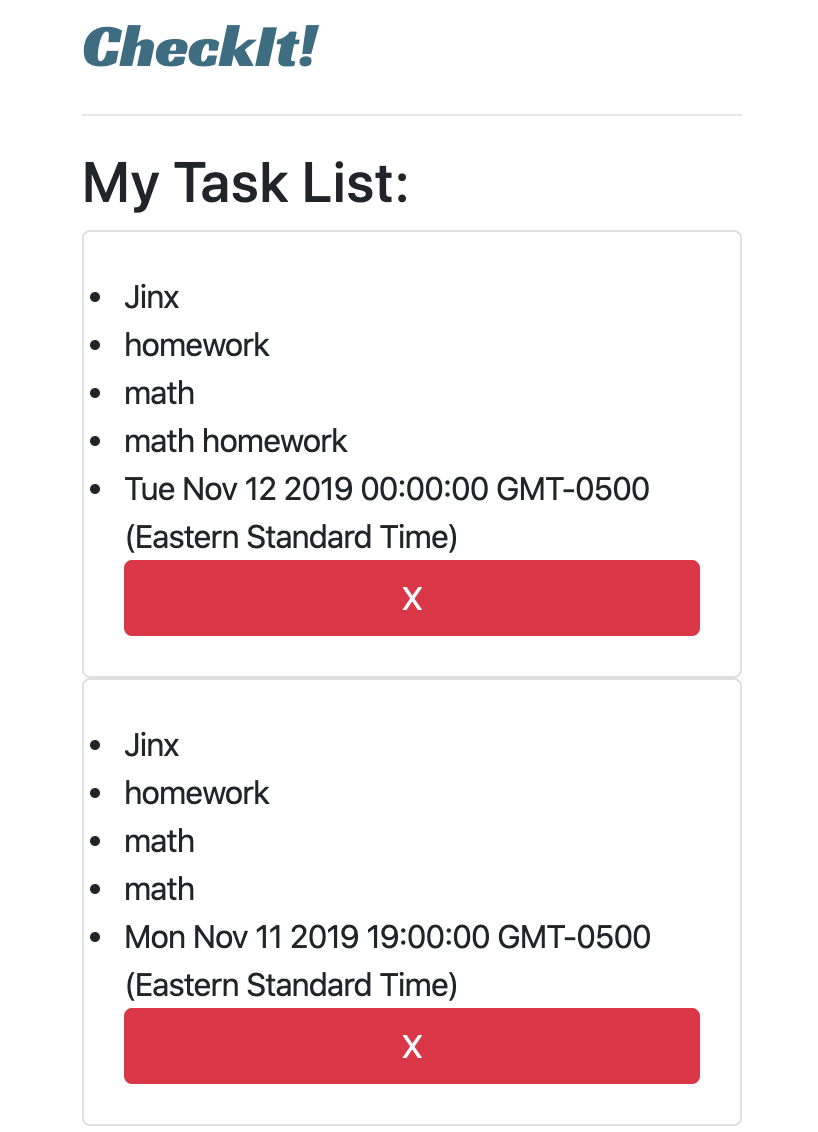 CheckIt!
My Task List:
Jinx
homework
math
math homework
Tue Nov 12 2019 00:00:00 GMT-0500
(Eastern Standard Time)
X
Jinx
homework
math
math
Mon Nov 11 2019 19:00:00 GMT-0500
(Eastern Standard Time)
X